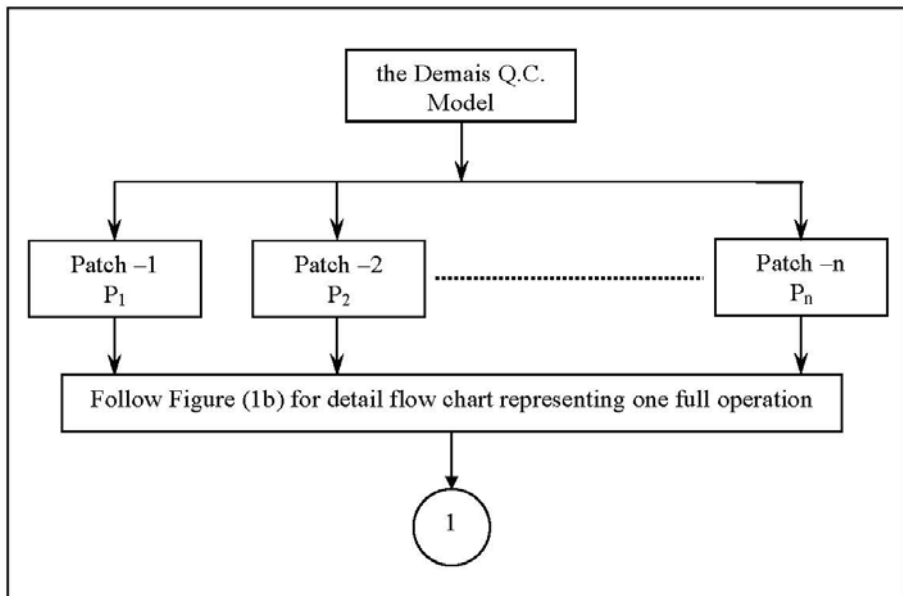 the Demais Q.C.
Model
Patch –1
P₁
Patch –2
P₂
Patch –n
Pₙ
Follow Figure (1b) for detail flow chart representing one full operation
1